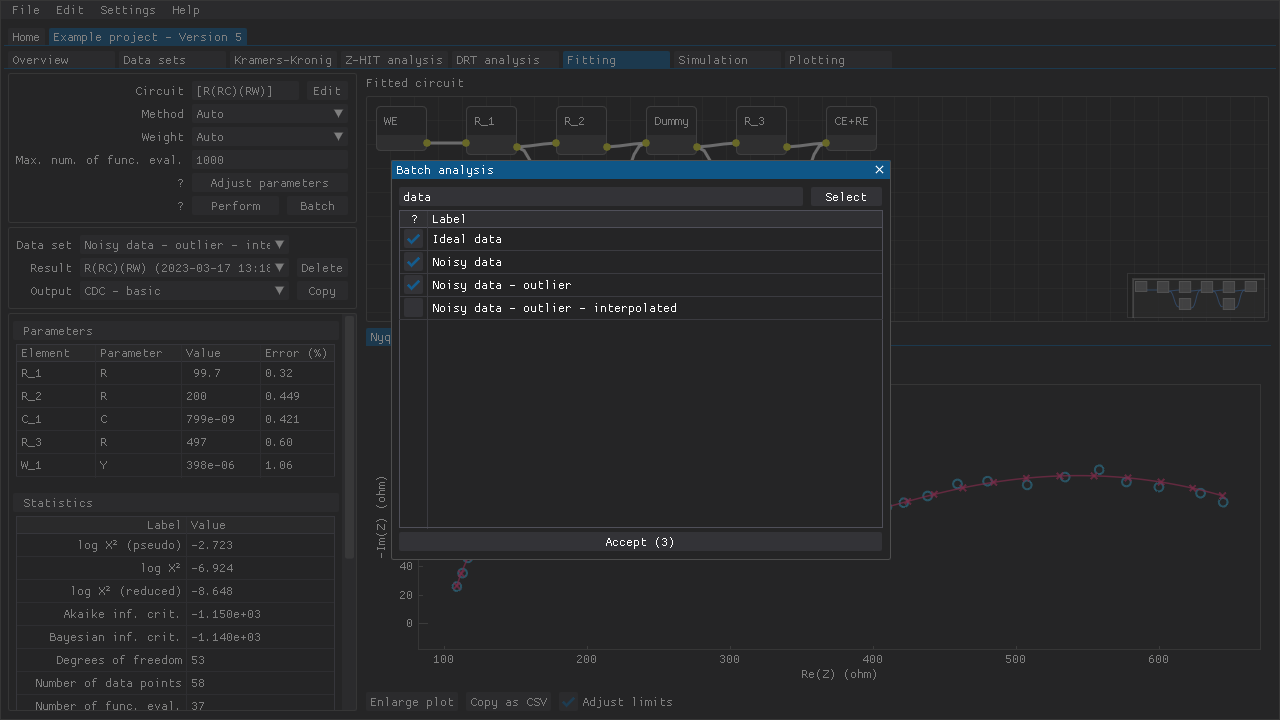 File Edit Settings Help
Home Example project - Version 5
Overview Data sets Kramers-Kronig Z-HIT analysis DRT analysis Fitting Simulation Plotting
Circuit [R(RC)(RW)] Edit
Method Auto
Weight Auto
Max. num. of func. eval. 1000
? Adjust parameters
? Perform Batch
Data set Noisy data - outlier - inte
Result R(RC)(RW) (2023-03-17 13:18 Delete
Output CDC - basic Copy
Parameters
Element Parameter Value Error (%)
R_1 R 99.7 0.32
R_2 R 200 0.449
C_1 C 799e-09 0.421
R_3 R 497 0.60
W_1 Y 398e-06 1.06
Statistics
Label Value
log X² (pseudo) -2.723
log X² -6.924
log X² (reduced) -8.648
Akaike inf. crit. -1.150e+03
Bayesian inf. crit. -1.140e+03
Degrees of freedom 53
Number of data points 58
Number of func. eval. 37
Fitted circuit
WE R_1 R_2 Dummy R_3 CE+RE
Batch analysis
data Select
? Label
Ideal data
Noisy data
Noisy data - outlier
Noisy data - outlier - interpolated
Accept (3)
Nyq
-Im(Z) (ohm)
40
20
0
100 200 300 400 500 600
Re(Z) (ohm)
Enlarge plot Copy as CSV Adjust limits